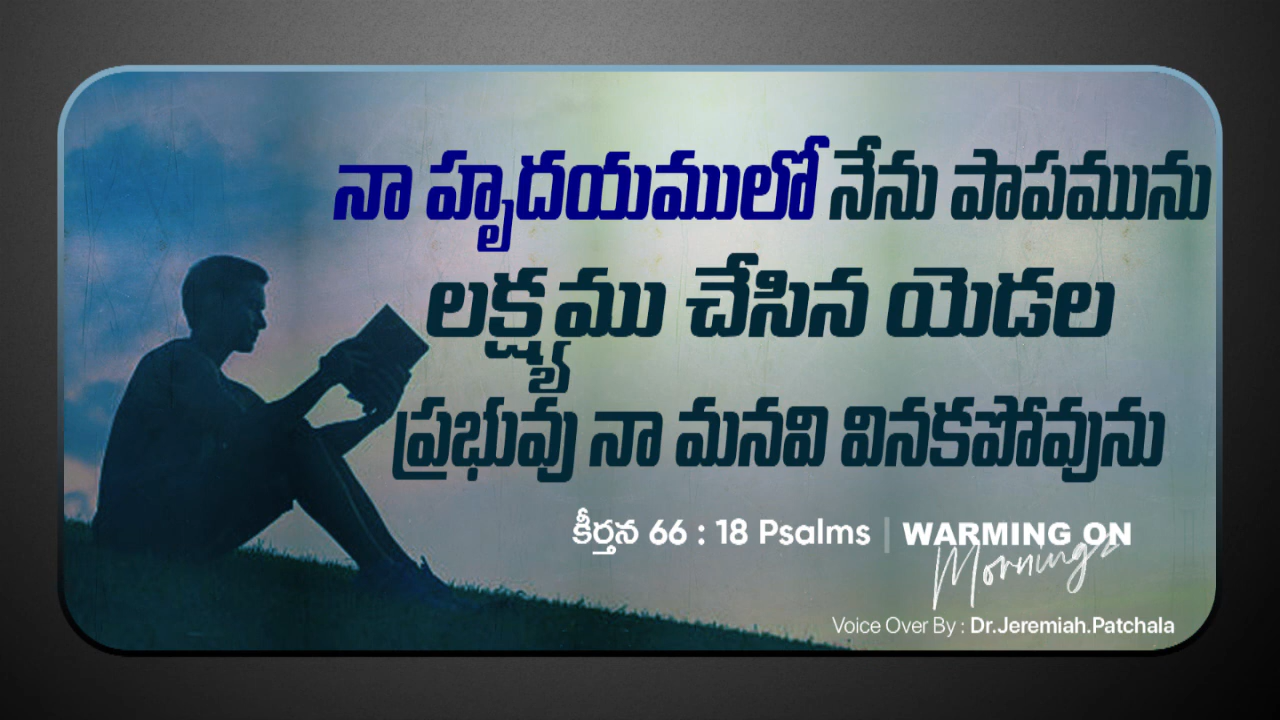 నా హృదయములో నేను పాపమును
లక్ష్యము చేసిన యెడల
ప్రభువు నా మనవి వినకపోవును
కీర్తన 66 : 18 Psalms | WARMING ON
Mornings
Voice Over By : Dr.Jeremiah.Patchala